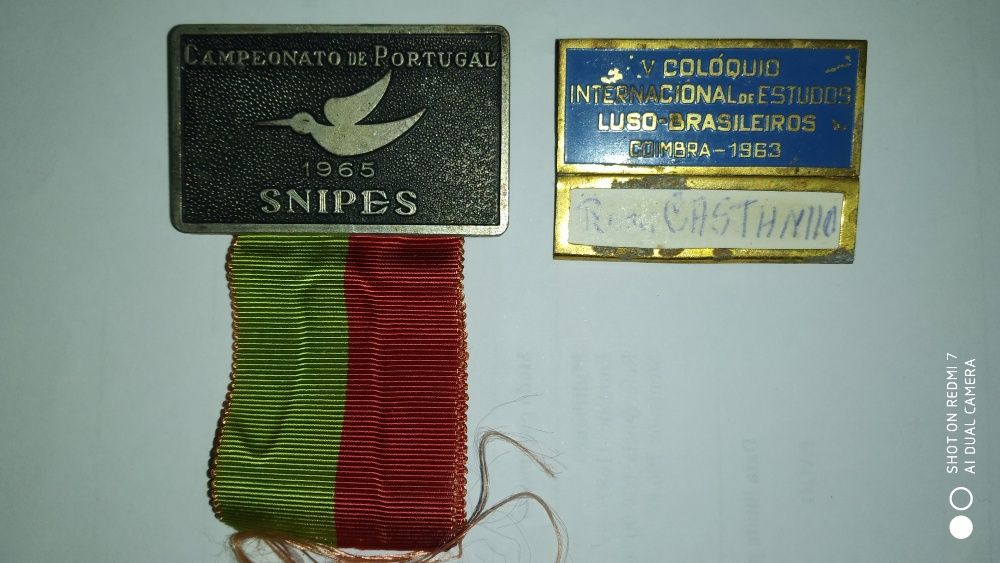 CAMPEONATO DE PORTUGAL
1965
SNIPES
V COLÓQUIO
INTERNACIONAL DE ESTUDOS
LUSO-BRASILEIROS
COIMBRA-1963
CASTANHO
SHOT ON REDMI 7
AI DUAL CAMERA